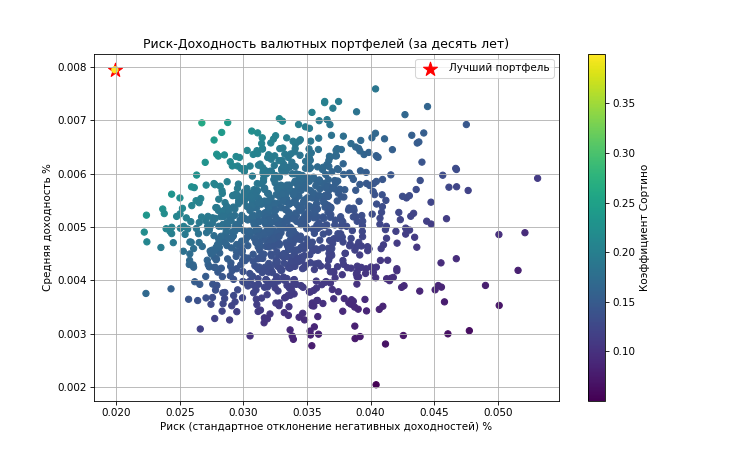 Риск-Доходность валютных портфелей (за десять лет)
Лучший портфель
0.008
0.007
0.006
0.005
0.004
0.003
0.002
Средняя доходность %
0.020 0.025 0.030 0.035 0.040 0.045 0.050
Риск (стандартное отклонение негативных доходностей) %
0.35
0.30
0.25
0.20
0.15
0.10
Коэффициент Сортино